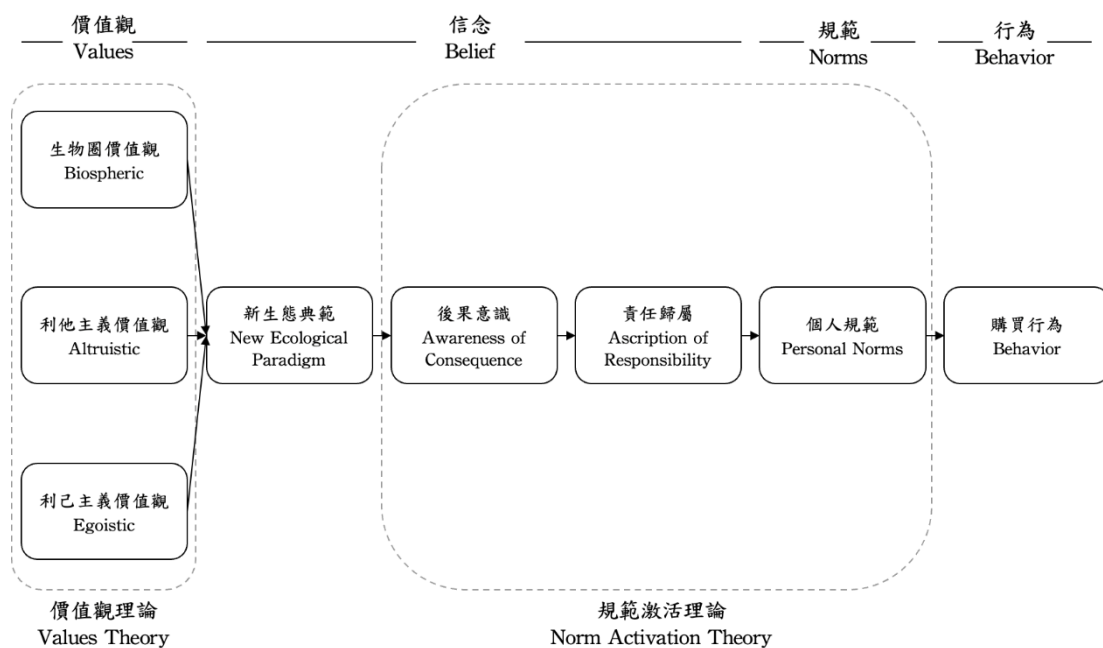 價值觀
Values
信念
Belief
規範
Norms
行為
Behavior
生物圈價值觀
Biospheric
利他主義價值觀
Altruistic
利己主義價值觀
Egoistic
新生態典範
New Ecological
Paradigm
後果意識
Awareness of
Consequence
責任歸屬
Ascription of
Responsibility
個人規範
Personal Norms
購買行為
Behavior
價值觀理論
Values Theory
規範激活理論
Norm Activation Theory